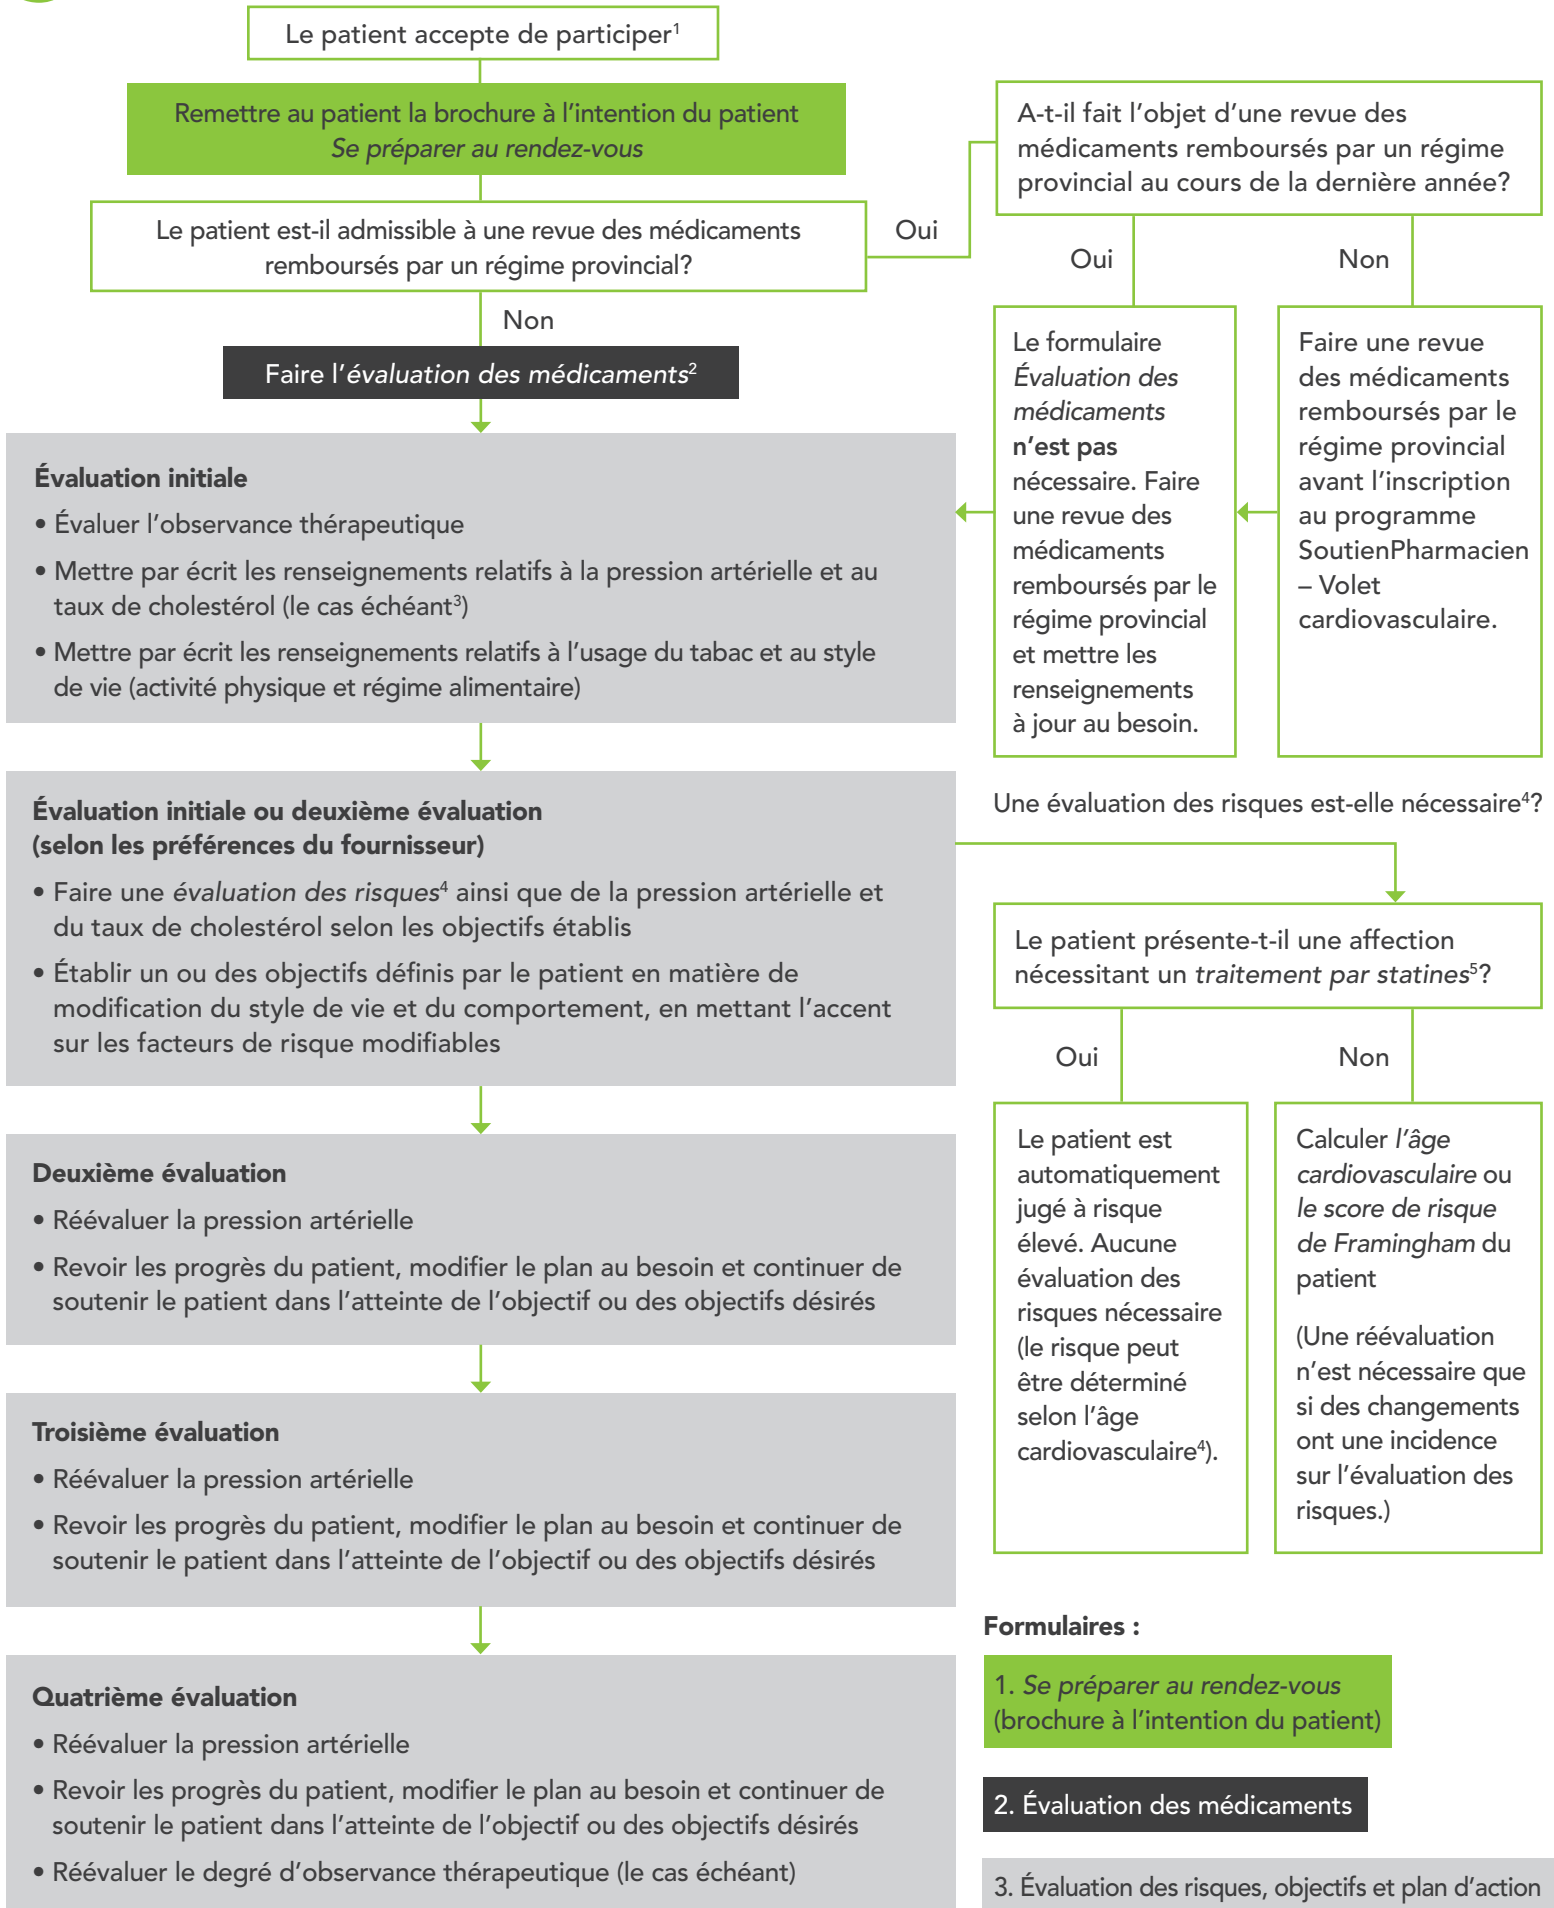 Le patient accepte de participer¹
Remettre au patient la brochure à l’intention du patient
Se préparer au rendez-vous
Le patient est-il admissible à une revue des médicaments
remboursés par un régime provincial?
Oui
Non
Faire l’évaluation des médicaments²
A-t-il fait l’objet d’une revue des
médicaments remboursés par un régime
provincial au cours de la dernière année?
Oui
Non
Le formulaire
Évaluation des
médicaments
n’est pas
nécessaire. Faire
une revue des
médicaments
remboursés par le
régime provincial
et mettre les
renseignements
à jour au besoin.
Faire une revue
des médicaments
remboursés par le
régime provincial
avant l’inscription
au programme
SoutienPharmacien
– Volet
cardiovasculaire.
Évaluation initiale
• Évaluer l’observance thérapeutique
• Mettre par écrit les renseignements relatifs à la pression artérielle et au
taux de cholestérol (le cas échéant³)
• Mettre par écrit les renseignements relatifs à l’usage du tabac et au style
de vie (activité physique et régime alimentaire)
Évaluation initiale ou deuxième évaluation
(selon les préférences du fournisseur)
• Faire une évaluation des risques⁴ ainsi que de la pression artérielle et
du taux de cholestérol selon les objectifs établis
• Établir un ou des objectifs définis par le patient en matière de
modification du style de vie et du comportement, en mettant l’accent
sur les facteurs de risque modifiables
Une évaluation des risques est-elle nécessaire⁴?
Le patient présente-t-il une affection
nécessitant un traitement par statines⁵?
Oui
Non
Le patient est
automatiquement
jugé à risque
élevé. Aucune
évaluation des
risques nécessaire
(le risque peut
être déterminé
selon l’âge
cardiovasculaire⁴).
Calculer l’âge
cardiovasculaire ou
le score de risque
de Framingham du
patient
(Une réévaluation
n’est nécessaire que
si des changements
ont une incidence
sur l’évaluation des
risques.)
Deuxième évaluation
• Réévaluer la pression artérielle
• Revoir les progrès du patient, modifier le plan au besoin et continuer de
soutenir le patient dans l’atteinte de l’objectif ou des objectifs désirés
Troisième évaluation
• Réévaluer la pression artérielle
• Revoir les progrès du patient, modifier le plan au besoin et continuer de
soutenir le patient dans l’atteinte de l’objectif ou des objectifs désirés
Quatrième évaluation
• Réévaluer la pression artérielle
• Revoir les progrès du patient, modifier le plan au besoin et continuer de
soutenir le patient dans l’atteinte de l’objectif ou des objectifs désirés
• Réévaluer le degré d’observance thérapeutique (le cas échéant)
Formulaires :
1. Se préparer au rendez-vous
(brochure à l’intention du patient)
2. Évaluation des médicaments
3. Évaluation des risques, objectifs et plan d’action